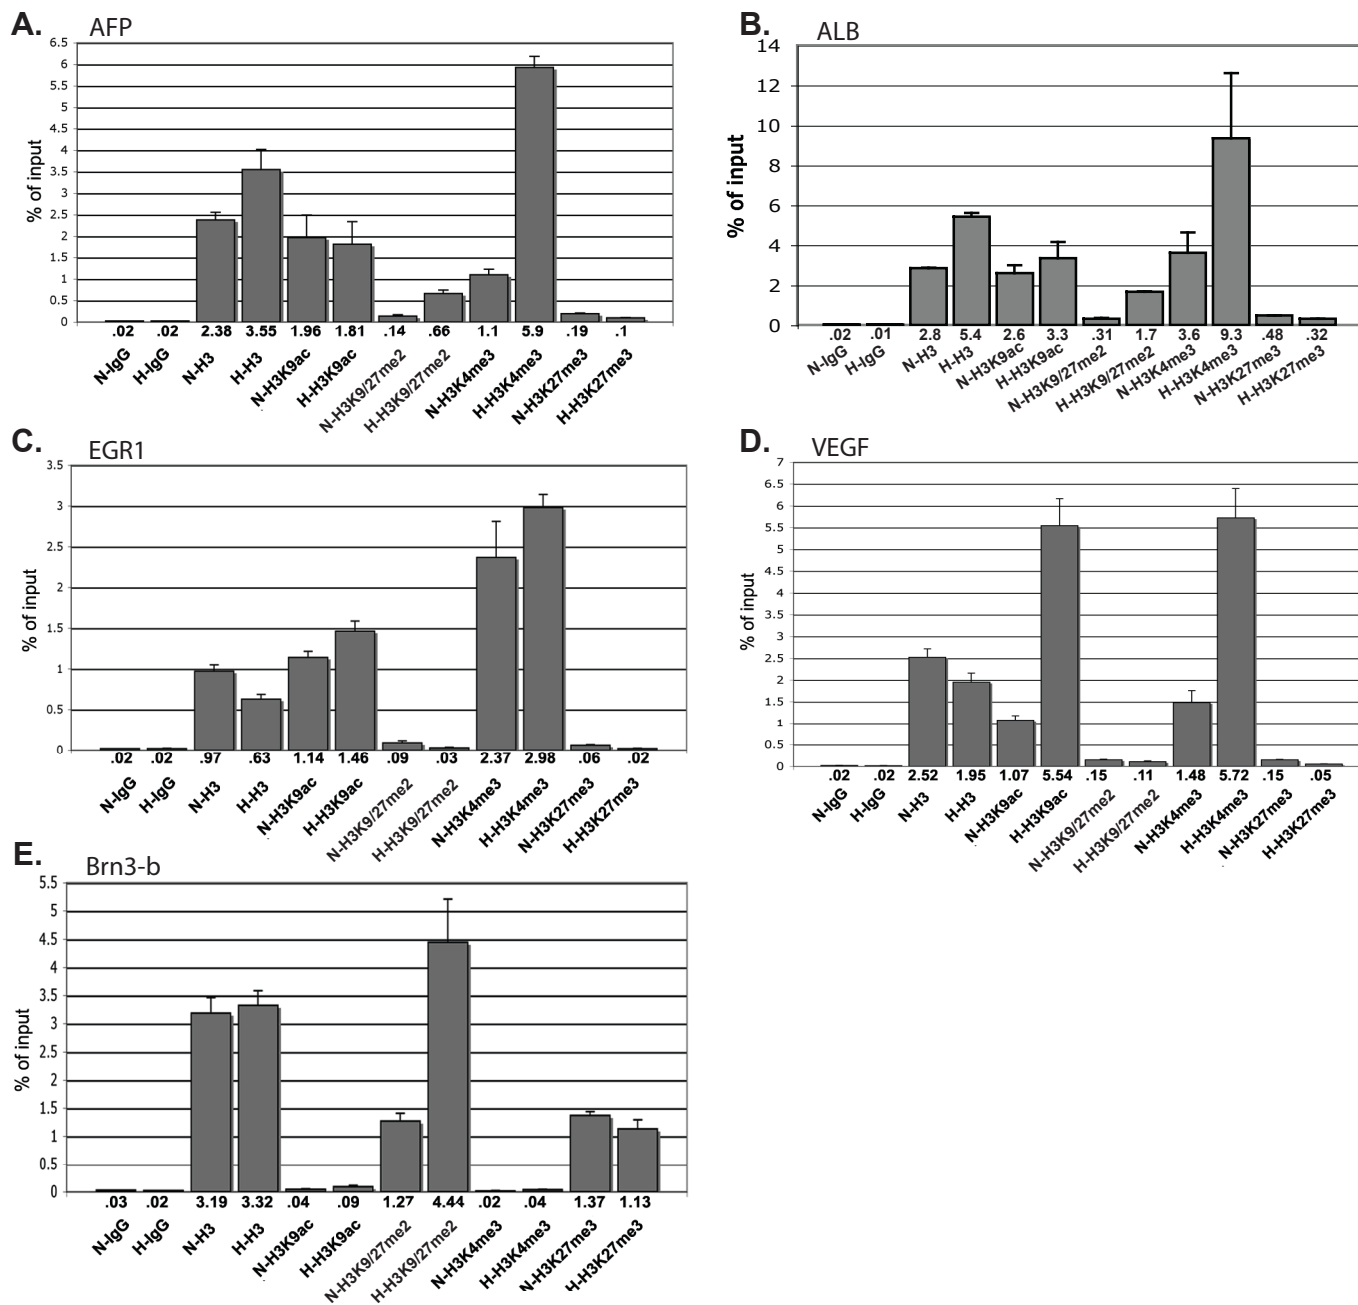 A. AFP
% of input
6.5
6
5.5
5
4.5
4
3.5
3
2.5
2
1.5
1
0.5
0
.02 .02 2.38 3.55 1.96 1.81 .14 .66 1.1 5.9 .19 .1
N-IgG H-IgG N-H3 H-H3 N-H3K9ac H-H3K9ac N-H3K9/27me2 H-H3K9/27me2 N-H3K4me3 H-H3K4me3 N-H3K27me3 H-H3K27me3
B. ALB
% of input
14
12
10
8
6
4
2
0
.02 .01 2.8 5.4 2.6 3.3 .31 1.7 3.6 9.3 .48 .32
N-IgG H-IgG N-H3 H-H3 N-H3K9ac H-H3K9ac N-H3K9/27me2 H-H3K9/27me2 N-H3K4me3 H-H3K4me3 N-H3K27me3 H-H3K27me3
C. EGR1
% of input
3.5
3
2.5
2
1.5
1
0.5
0
.02 .02 .97 .63 1.14 1.46 .09 .03 2.37 2.98 .06 .02
N-IgG H-IgG N-H3 H-H3 N-H3K9ac H-H3K9ac N-H3K9/27me2 H-H3K9/27me2 N-H3K4me3 H-H3K4me3 N-H3K27me3 H-H3K27me3
D. VEGF
% of input
7
6.5
6
5.5
5
4.5
4
3.5
3
2.5
2
1.5
1
0.5
0
.02 .02 2.52 1.95 1.07 5.54 .15 .11 1.48 5.72 .15 .05
N-IgG H-IgG N-H3 H-H3 N-H3K9ac H-H3K9ac N-H3K9/27me2 H-H3K9/27me2 N-H3K4me3 H-H3K4me3 N-H3K27me3 H-H3K27me3
E. Brn3-b
% of input
5.5
5
4.5
4
3.5
3
2.5
2
1.5
1
0.5
0
.03 .02 3.19 3.32 .04 .09 1.27 4.44 .02 .04 1.37 1.13
N-IgG H-IgG N-H3 H-H3 N-H3K9ac H-H3K9ac N-H3K9/27me2 H-H3K9/27me2 N-H3K4me3 H-H3K4me3 N-H3K27me3 H-H3K27me3